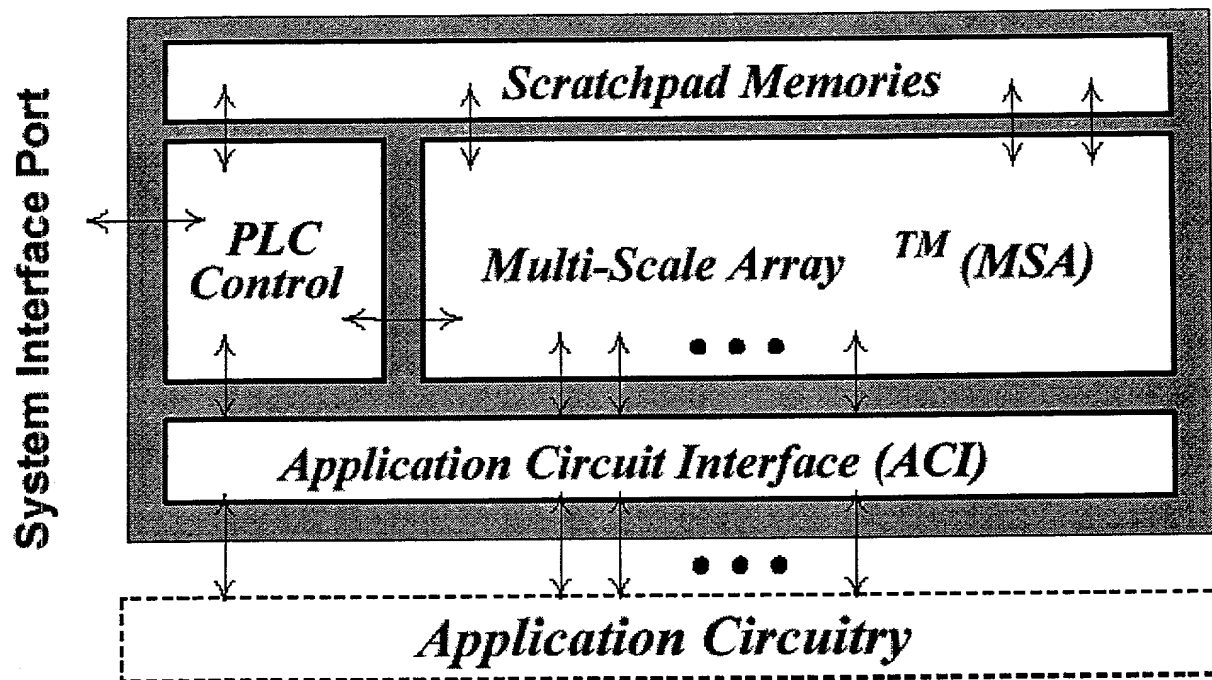 System Interface Port
Scratchpad Memories
PLC
Control
Multi-Scale Array TM (MSA)
Application Circuit Interface (ACI)
Application Circuitry